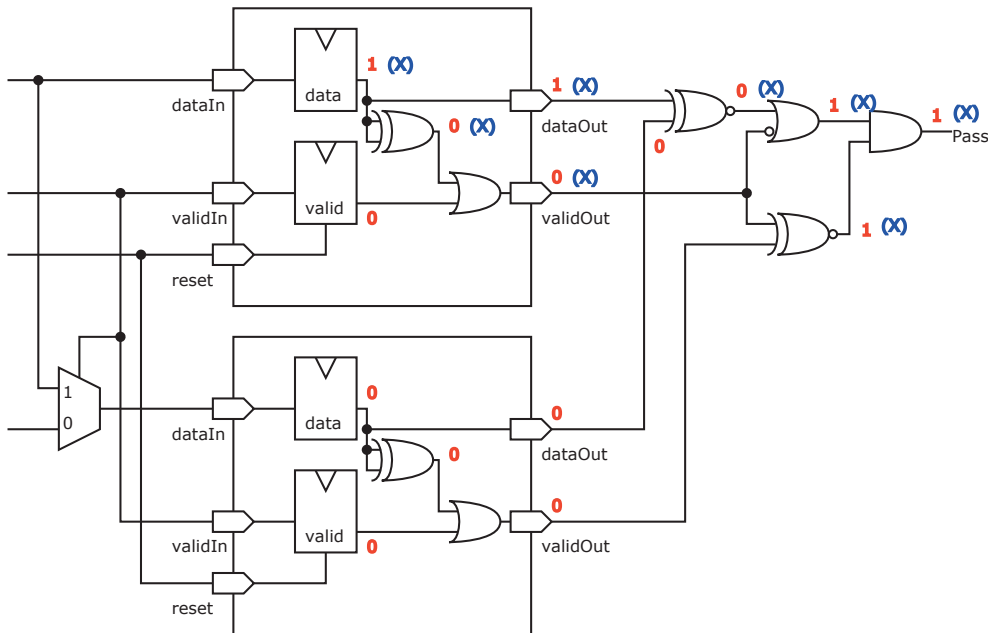 data
1 (X)
1 (X)
dataIn
dataOut
0 (X)
0
0 (X)
1 (X)
1 (X)
Pass
valid
0
0 (X)
validIn
validOut
1 (X)
reset
1
0
data
0
0
dataIn
dataOut
0
valid
0
0
validIn
validOut
reset